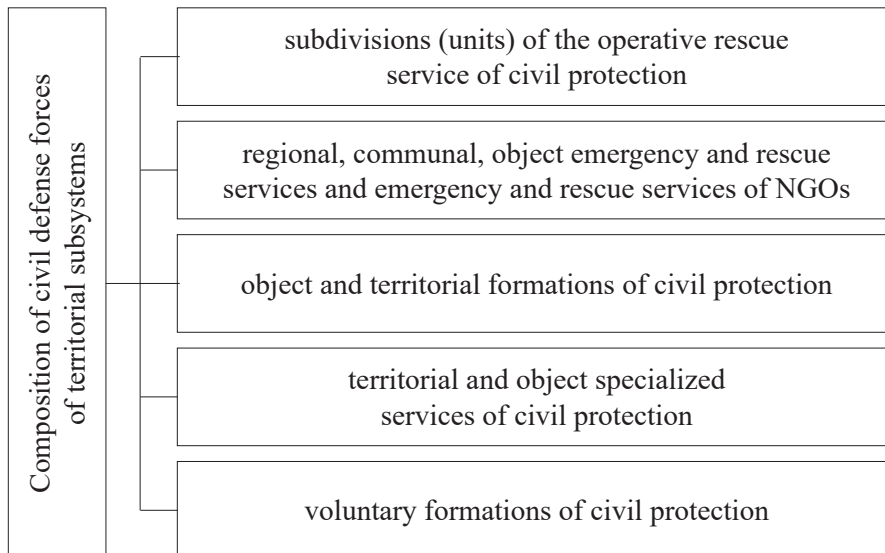 Composition of civil defense forces
of territorial subsystems
subdivisions (units) of the operative rescue
service of civil protection
regional, communal, object emergency and rescue
services and emergency and rescue services of NGOs
object and territorial formations of civil protection
territorial and object specialized
services of civil protection
voluntary formations of civil protection